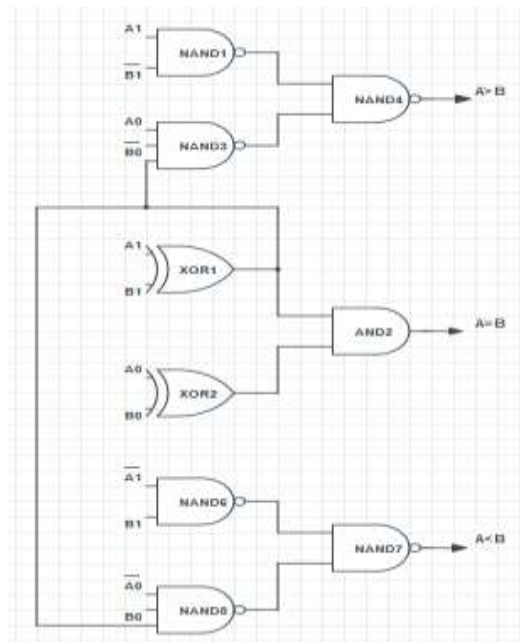 A1
NAND1
B1
NAND4
A>B
A0
NAND3
B0
A1
XOR1
B1
AND2
A=B
A0
XOR2
B0
A1
NAND6
B1
NAND7
A<B
A0
NAND8
B0